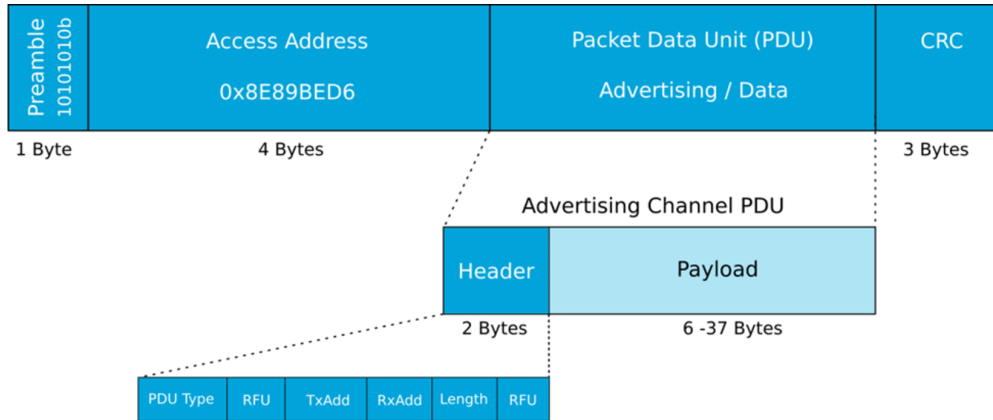 Preamble
10101010b
Access Address
0x8E89BED6
Packet Data Unit (PDU)
Advertising / Data
CRC
1 Byte
4 Bytes
3 Bytes
Advertising Channel PDU
Header
Payload
2 Bytes
6 -37 Bytes
PDU Type
RFU
TxAdd
RxAdd
Length
RFU